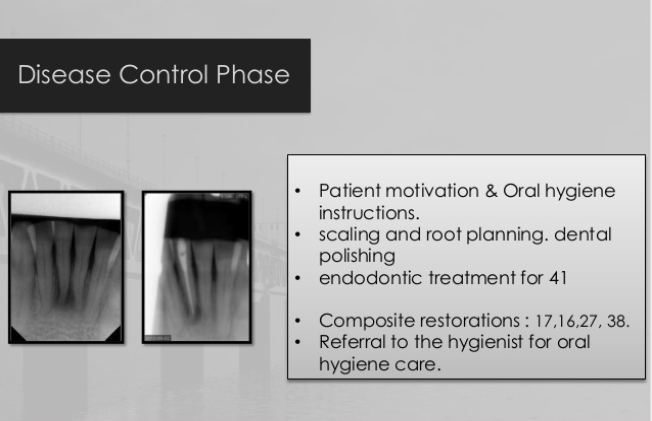 Disease Control Phase
• Patient motivation & Oral hygiene
instructions.
• scaling and root planning. dental
polishing
• endodontic treatment for 41
• Composite restorations : 17,16,27, 38.
• Referral to the hygienist for oral
hygiene care.